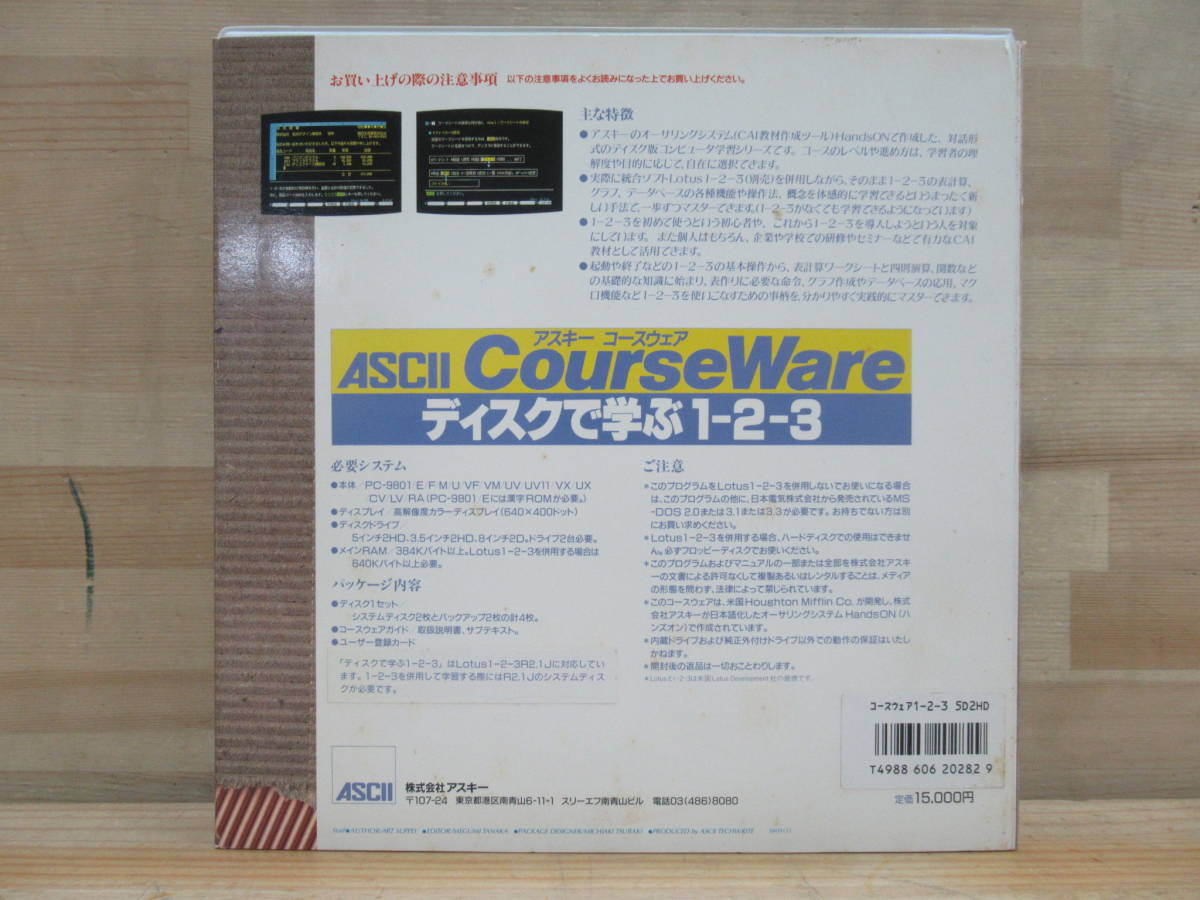 お買い上げの際の注意事項 以下の注意事項をよくお読みになった上でお買い上げください。
主な特徴
●アスキーのオーサリングシステム(CAI教材作成ツール)HandsONで作成した、対話形
式のディスク版コンピュータ学習シリーズです。コースのレベルや進め方は、学習者の理
解度や目的に応じて、自在に選択できます。
●実際に統合ソフトLotus1-2-3(別売)を併用しながら、そのまま1-2-3の表計算、
グラフ、データベースの各種機能や操作法、概念を体感的に学習できるというまったく新
しい手法で、一歩ずつマスターできます。(1-2-3がなくても学習できるようになっています)
●1-2-3を初めて使うという初心者や、これから1-2-3を導入しようという人を対象
にしています。また個人はもちろん、企業や学校での研修やセミナーなどで有力なCAI
教材として活用できます。
●起動や終了などの1-2-3の基本操作から、表計算ワークシートと四則演算、関数など
の基礎的な知識に始まり、表作りに必要な命令、グラフ作成やデータベースの応用、マク
ロ機能など1-2-3を使いこなすための事柄を、分かりやすく実践的にマスターできます。
アスキー コースウェア
ASCII CourseWare
ディスクで学ぶ1-2-3
必要システム
●本体/PC-9801/E/F/M/U/VF/VM/UV/UV11/VX/UX
/CV/LV/RA(PC-9801/Eには漢字ROMが必要。)
●ディスプレイ/高解像度カラーディスプレイ(640×400ドット)
●ディスクドライブ/
5インチ2HD、3.5インチ2HD、8インチ2D。ドライブ2台必要。
●メインRAM/384Kバイト以上。Lotus1-2-3を併用する場合は
640Kバイト以上必要。
パッケージ内容
●ディスク1セット/
システムディスク2枚とバックアップ2枚の計4枚。
●コースウェアガイド/取扱説明書、サブテキスト。
●ユーザー登録カード
「ディスクで学ぶ1-2-3」はLotus1-2-3R2.1Jに対応してい
ます。1-2-3を併用して学習する際にはR2.1Jのシステムディス
クが必要です。
ご注意
*このプログラムをLotus1-2-3を併用しないでお使いになる場合
は、このプログラムの他に、日本電気株式会社から発売されているMS
-DOS 2.0または3.1または3.3が必要です。お持ちでない方は別
にお買い求めください。
*Lotus1-2-3を併用する場合、ハードディスクでの使用はできませ
ん。必ずフロッピーディスクでお使いください。
*このプログラムおよびマニュアルの一部または全部を株式会社アスキ
ーの文書による許可なくして複製あるいはレンタルすることは、メディア
の形態を問わず、法律によって禁じられています。
*このコースウェアは、米国Houghton Mifflin Co.が開発し、株式
会社アスキーが日本語化したオーサリングシステムHandsON(ハ
ンズオン)で作成されています。
*内蔵ドライブおよび純正外付けドライブ以外での動作の保証はいたし
かねます。
*開封後の返品は一切おことわりします。
*Lotusと1-2-3は米国Lotus Development社の商標です。
コースウェア1-2-3 5D2HD
T4988 606 20282 9
定価15,000円
ASCII
株式会社アスキー
〒107-24 東京都港区南青山6-11-1 スリーエフ南青山ビル 電話03(486)8080
Staff●AUTHOR/ART SUPPLY ●EDITOR/MEGUMI TANAKA ●PACKAGE DESIGNER/MICHIAKI TSUBAKI ●PRODUCED by ASCII TECHWRITE